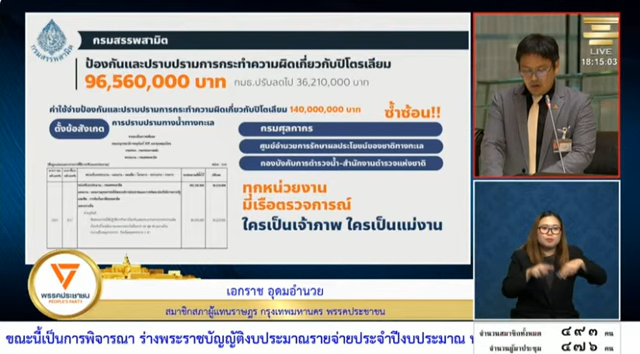 กรมสรรพสามิต
กรมสรรพสามิต
ป้องกันและปราบปรามการกระทำความผิดเกี่ยวกับปิโตรเลียม
96,560,000 บาท กมธ.ปรับลดไป 36,210,000 บาท
ค่าใช้จ่ายป้องกันและปราบปรามการกระทำความผิดเกี่ยวกับปิโตรเลียม 140,000,000 บาท ซ้ำซ้อน!!
ตั้งข้อสังเกต การปราบปรามทางน้ำทางทะเล
กรมศุลกากร
ศูนย์อำนวยการรักษาผลประโยชน์ของชาติทางทะเล
กองบังคับการตำรวจน้ำ-สำนักงานตำรวจแห่งชาติ
ทุกหน่วยงาน
มีเรือตรวจการณ์
ใครเป็นเจ้าภาพ ใครเป็นแม่งาน
LIVE
18:15:03
พรรคประชาชน
PEOPLE'S PARTY
เอกราช อุดมอำนวย
สมาชิกสภาผู้แทนราษฎร กรุงเทพมหานคร พรรคประชาชน
ขณะนี้เป็นการพิจารณา ร่างพระราชบัญญัติงบประมาณรายจ่ายประจำปีงบประมาณ
จำนวนสมาชิกทั้งหมด ๔๙๓ คน
จำนวนผู้มาประชุม ๔๗๖ คน